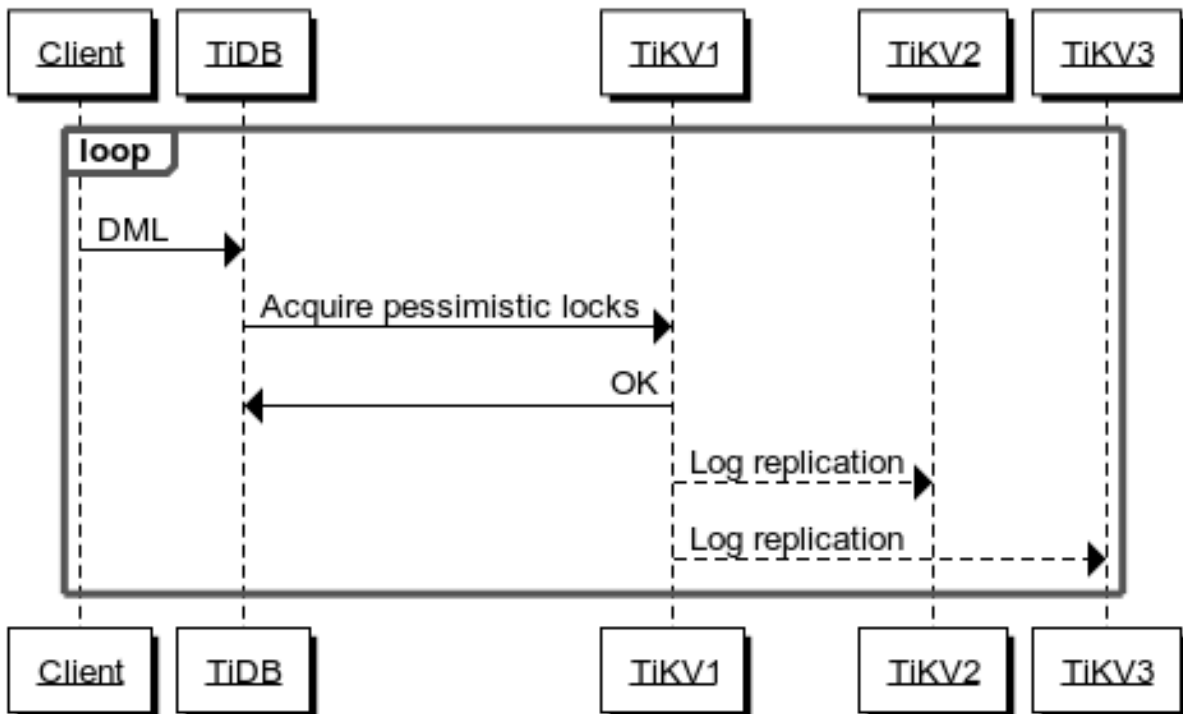 Client TiDB TiKV1 TiKV2 TiKV3
loop
DML
Acquire pessimistic locks
OK
Log replication
Log replication
Client TiDB TiKV1 TiKV2 TiKV3